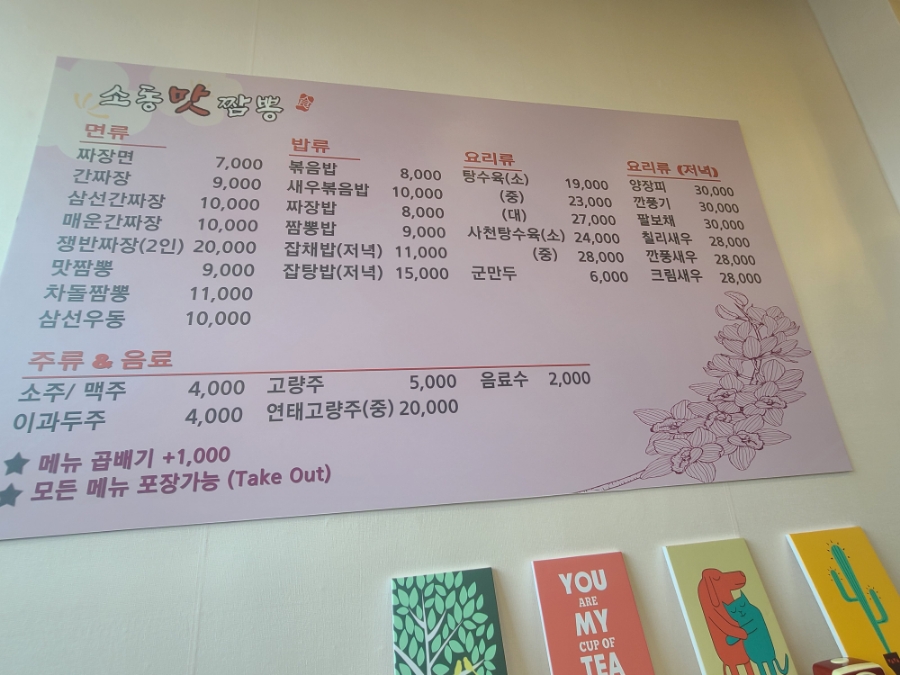 소동맛짬뽕
면류
짜장면 7,000
간짜장 9,000
삼선간짜장 10,000
매운간짜장 10,000
쟁반짜장(2인) 20,000
맛짬뽕 9,000
차돌짬뽕 11,000
삼선우동 10,000
밥류
볶음밥 8,000
새우볶음밥 10,000
짜장밥 8,000
짬뽕밥 9,000
잡채밥(저녁) 11,000
잡탕밥(저녁) 15,000
요리류
탕수육(소) 19,000
(중) 23,000
(대) 27,000
사천탕수육(소) 24,000
(중) 28,000
군만두 6,000
요리류 (저녁)
양장피 30,000
깐풍기 30,000
팔보채 30,000
칠리새우 28,000
깐풍새우 28,000
크림새우 28,000
주류 & 음료
소주/ 맥주 4,000 고량주 5,000 음료수 2,000
이과두주 4,000 연태고량주(중) 20,000
★ 메뉴 곱배기 +1,000
★ 모든 메뉴 포장가능 (Take Out)
YOU
ARE
MY
CUP OF
TEA